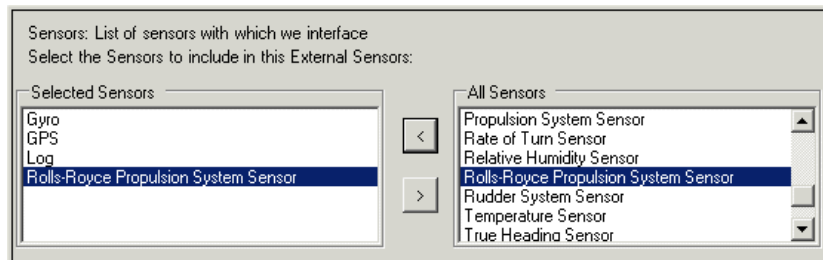 Sensors: List of sensors with which we interface
Select the Sensors to include in this External Sensors:
Selected Sensors
Gyro
GPS
Log
Rolls-Royce Propulsion System Sensor
<
>
All Sensors
Propulsion System Sensor
Rate of Turn Sensor
Relative Humidity Sensor
Rolls-Royce Propulsion System Sensor
Rudder System Sensor
Temperature Sensor
True Heading Sensor